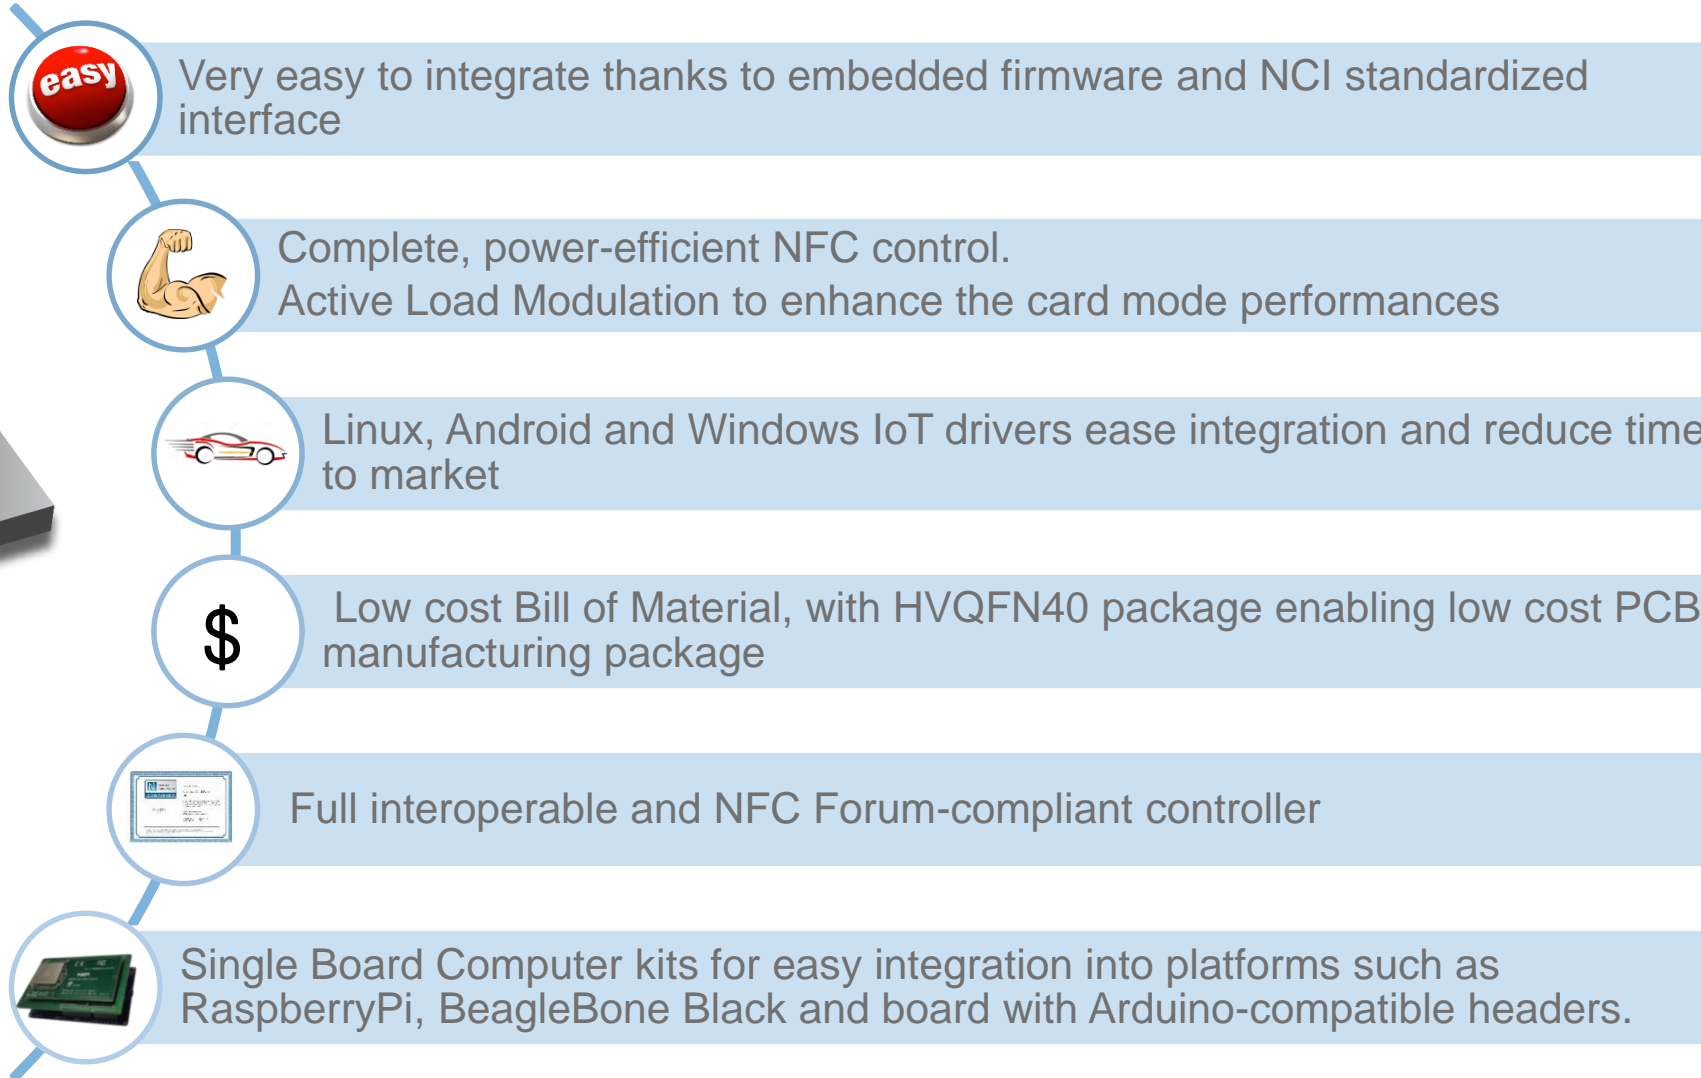 easy
Very easy to integrate thanks to embedded firmware and NCI standardized
interface
Complete, power-efficient NFC control.
Active Load Modulation to enhance the card mode performances
Linux, Android and Windows IoT drivers ease integration and reduce time
to market
$
Low cost Bill of Material, with HVQFN40 package enabling low cost PCB
manufacturing package
Full interoperable and NFC Forum-compliant controller
Single Board Computer kits for easy integration into platforms such as
RaspberryPi, BeagleBone Black and board with Arduino-compatible headers.